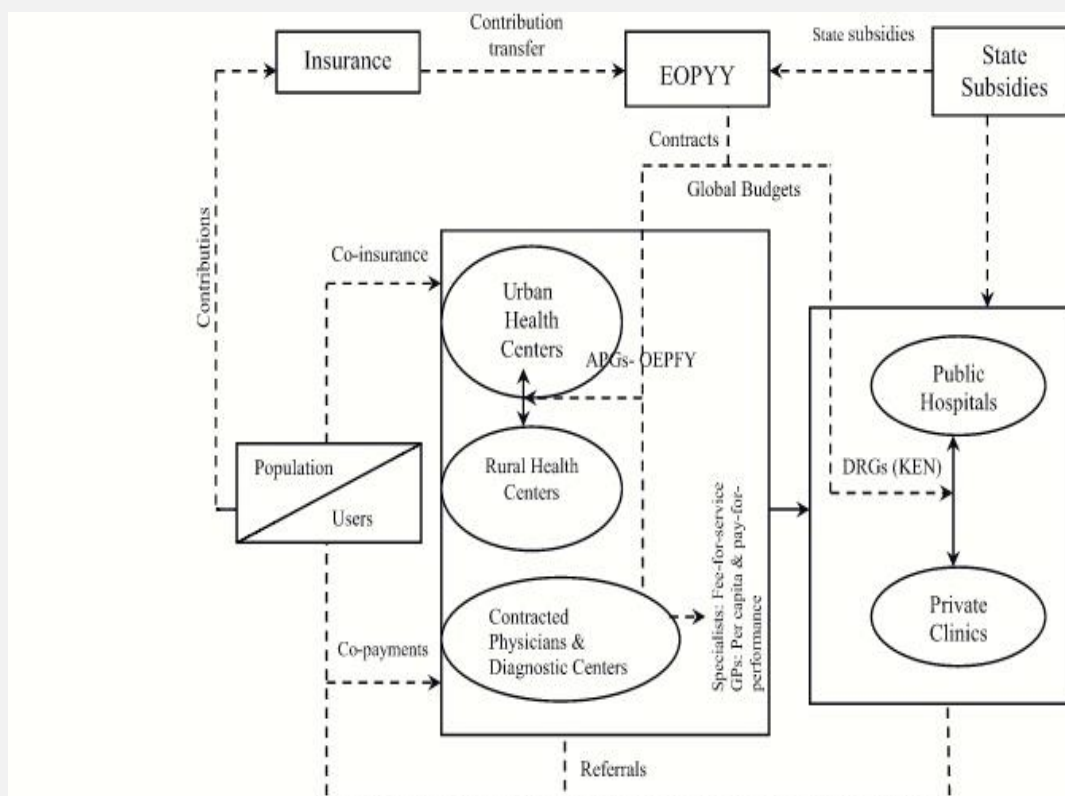 Contribution
transfer
State subsidies
Insurance
EOPYY
State
Subsidies
Contracts
Global Budgets
Contributions
Co-insurance
Urban
Health
Centers
APGs- OEPFY
Public
Hospitals
Population
Users
Rural Health
Centers
DRGs (KEN)
Specialists: Fee-for-service
GPs: Per capita & pay-for-
performance
Contracted
Physicians &
Diagnostic Centers
Private
Clinics
Co-payments
Referrals